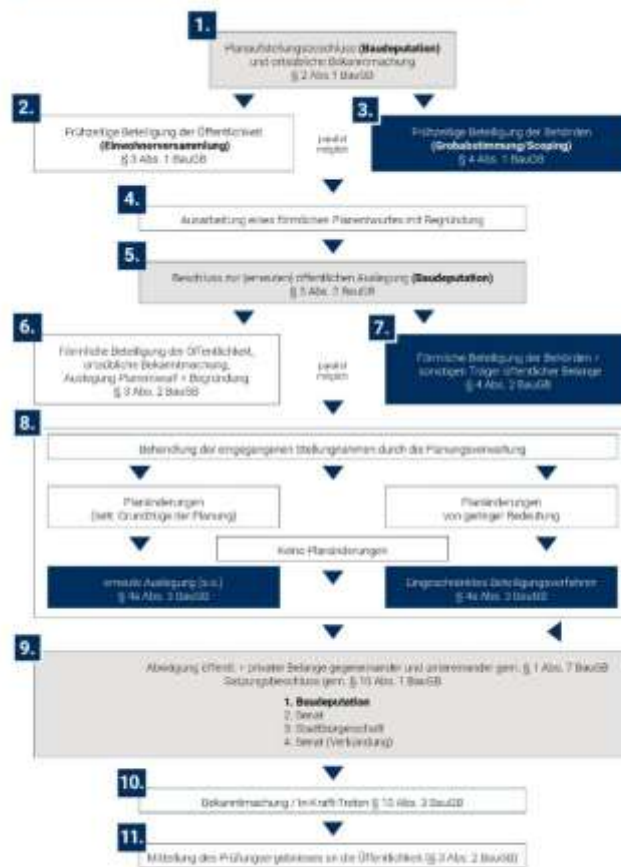 1.
Planaufstellungsbeschluss (Baudeputation)
und ortsübliche Bekanntmachung
§ 2 Abs. 1 BauGB
2.
Frühzeitige Beteiligung der Öffentlichkeit
(Einwohnerversammlung)
§ 3 Abs. 1 BauGB
parallel
möglich
3.
Frühzeitige Beteiligung der Behörden
(Grobabstimmung/Scoping)
§ 4 Abs. 1 BauGB
4.
Ausarbeitung eines förmlichen Planentwurfes mit Begründung
5.
Beschluss zur (erneuten) öffentlichen Auslegung (Baudeputation)
§ 3 Abs. 2 BauGB
6.
Förmliche Beteiligung der Öffentlichkeit,
ortsübliche Bekanntmachung,
Auslegung Planentwurf + Begründung
§ 3 Abs. 2 BauGB
parallel
möglich
7.
Förmliche Beteiligung der Behörden +
sonstigen Träger öffentlicher Belange
§ 4 Abs. 2 BauGB
8.
Behandlung der eingegangenen Stellungnahmen durch die Planungsverwaltung
Planänderungen
(betr. Grundzüge der Planung)
Planänderungen
von geringer Bedeutung
Keine Planänderungen
erneute Auslegung (s.o.)
§ 4a Abs. 3 BauGB
Eingeschränktes Beteiligungsverfahren
§ 4a Abs. 3 BauGB
9.
Abwägung öffentl. + privater Belange gegeneinander und untereinander gem. § 1 Abs. 7 BauGB
Satzungsbeschluss gem. § 10 Abs. 1 BauGB
1. Baudeputation
2. Senat
3. Stadtbürgerschaft
4. Senat (Verkündung)
10.
Bekanntmachung / In-Kraft-Treten § 10 Abs. 3 BauGB
11.
Mitteilung des Prüfungsergebnisses an die Öffentlichkeit (§ 3 Abs. 2 BauGB)